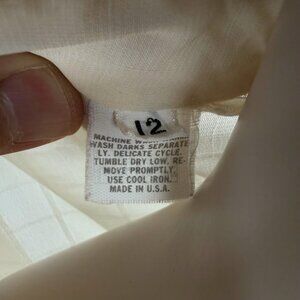 12
MACHINE WASH
WASH DARKS SEPARATE
LY. DELICATE CYCLE.
TUMBLE DRY LOW. RE-
MOVE PROMPTLY.
USE COOL IRON.
MADE IN U.S.A.